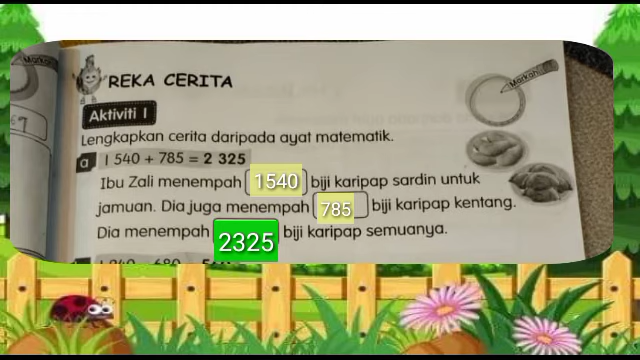 Markah
REKA CERITA
Aktiviti 1
Lengkapkan cerita daripada ayat matematik.
a 1 540 + 785 = 2 325
Ibu Zali menempah 1540 biji karipap sardin untuk
jamuan. Dia juga menempah 785 biji karipap kentang.
Dia menempah 2325 biji karipap semuanya.